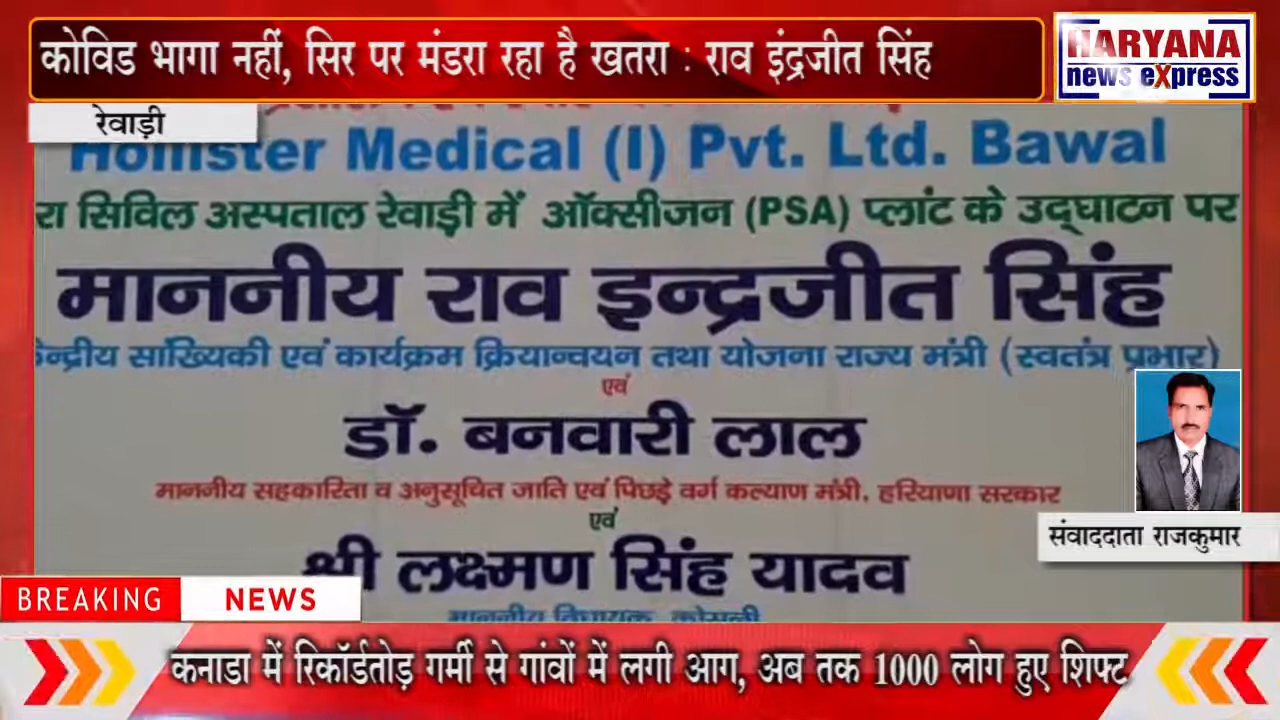 कोविड भागा नहीं, सिर पर मंडरा रहा है खतरा : राव इंद्रजीत सिंह
HARYANA
news eXpress
रेवाड़ी
Hollister Medical (I) Pvt. Ltd. Bawal
रा सिविल अस्पताल रेवाड़ी में ऑक्सीजन (PSA) प्लांट के उद्घाटन पर
माननीय राव इन्द्रजीत सिंह
केन्द्रीय सांख्यिकी एवं कार्यक्रम क्रियान्वयन तथा योजना राज्य मंत्री (स्वतंत्र प्रभार)
एवं
डॉ. बनवारी लाल
माननीय सहकारिता व अनुसूचित जाति एवं पिछड़े वर्ग कल्याण मंत्री, हरियाणा सरकार
एवं
श्री लक्ष्मण सिंह यादव
माननीय विधायक, कोसली
संवाददाता राजकुमार
BREAKING NEWS
कनाडा में रिकॉर्डतोड़ गर्मी से गांवों में लगी आग, अब तक 1000 लोग हुए शिफ्ट